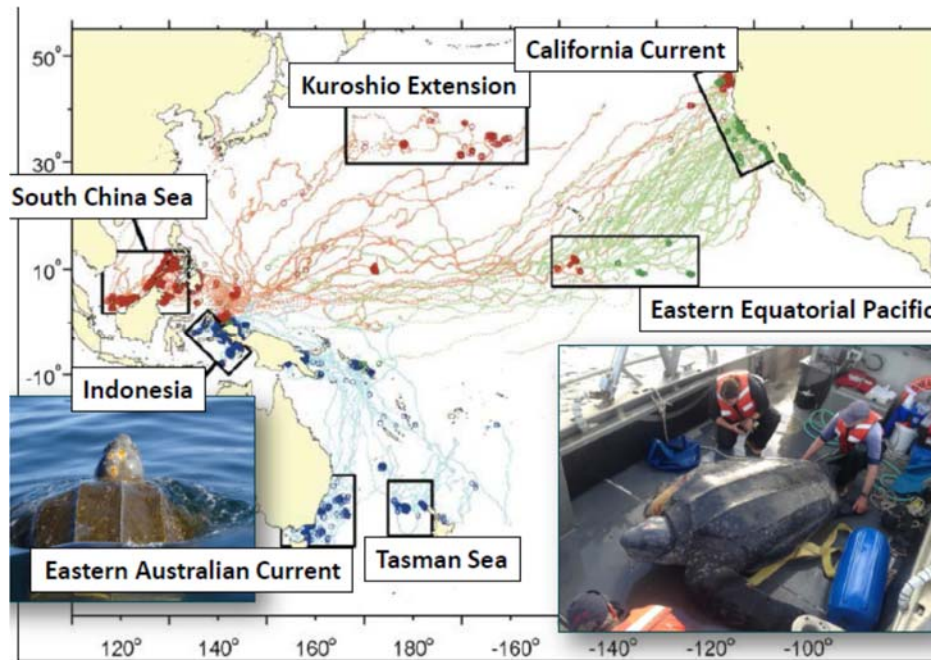 50°
California Current
Kuroshio Extension
30°
South China Sea
10°
Eastern Equatorial Pacific
-10°
Indonesia
Eastern Australian Current
Tasman Sea
120°
140°
160°
180°
-160°
-140°
-120°
-100°